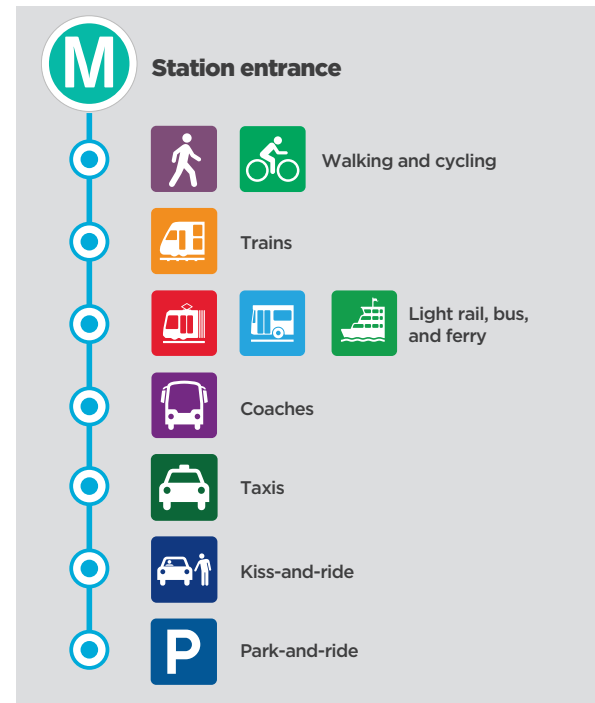 M
Station entrance
Walking and cycling
Trains
Light rail, bus,
and ferry
Coaches
Taxis
Kiss-and-ride
P
Park-and-ride